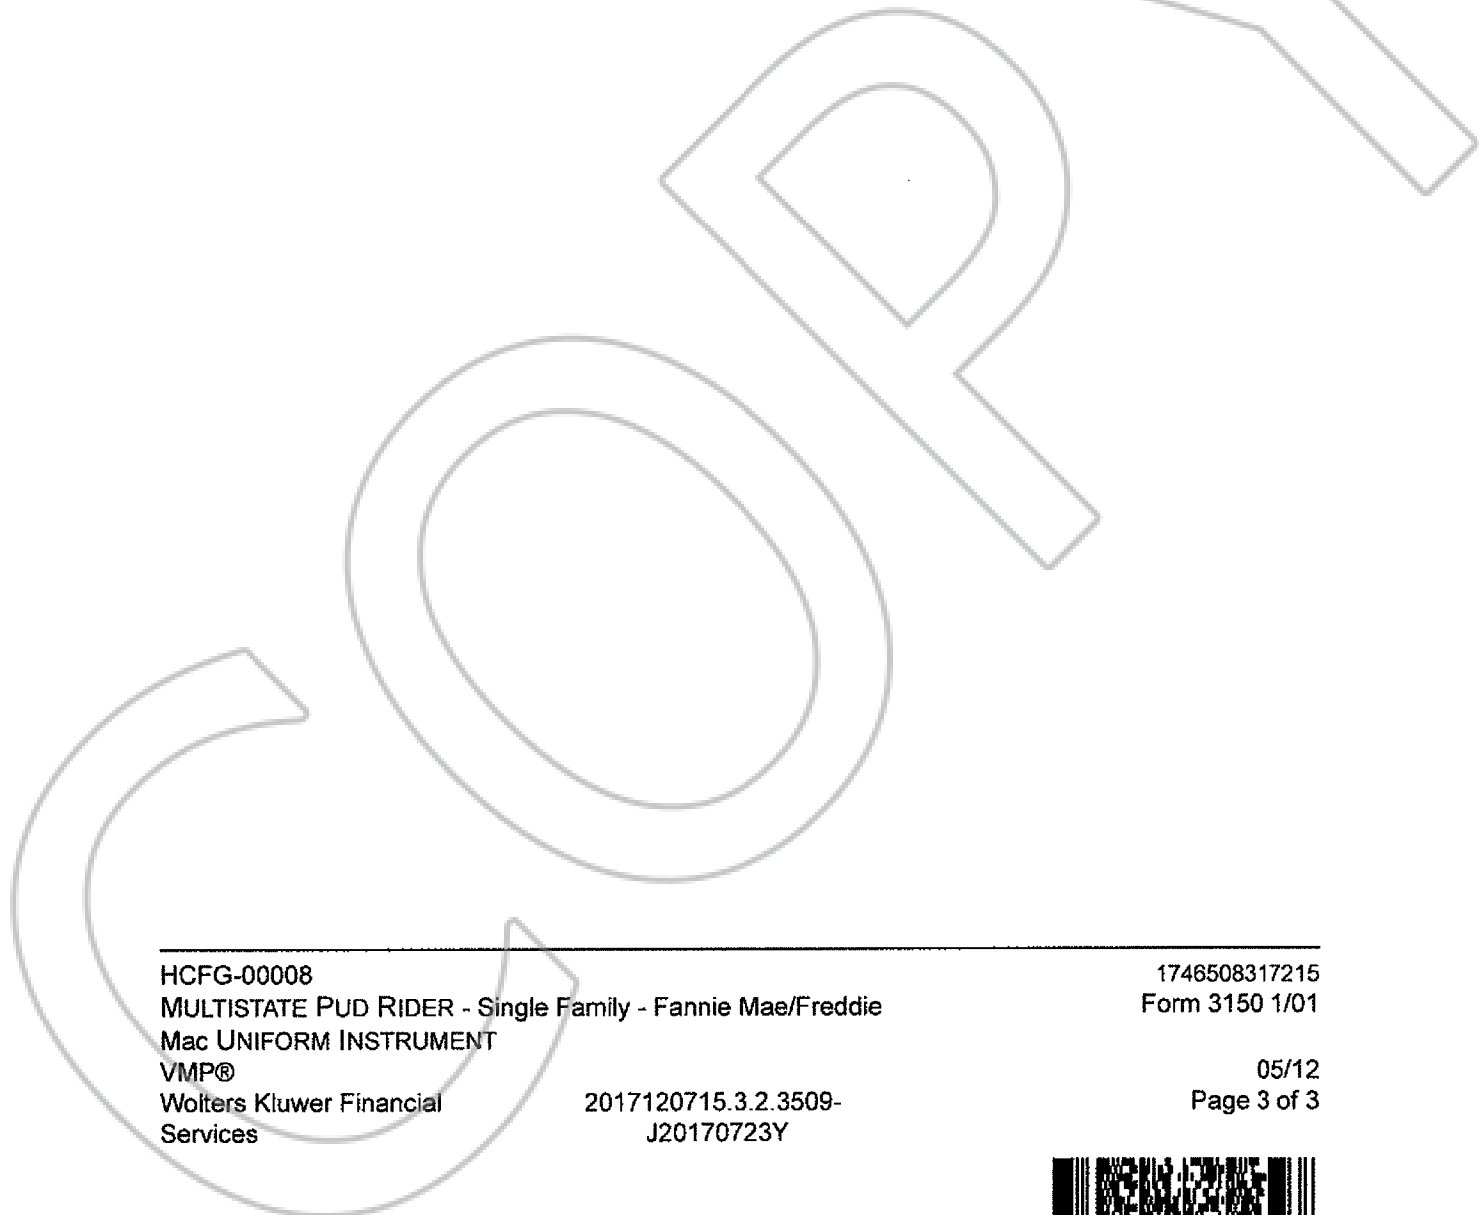 COPY
HCFG-00008 1746508317215
MULTISTATE PUD RIDER - Single Family - Fannie Mae/Freddie Form 3150 1/01
Mac UNIFORM INSTRUMENT
VMP® 05/12
Wolters Kluwer Financial 2017120715.3.2.3509- Page 3 of 3
Services J20170723Y